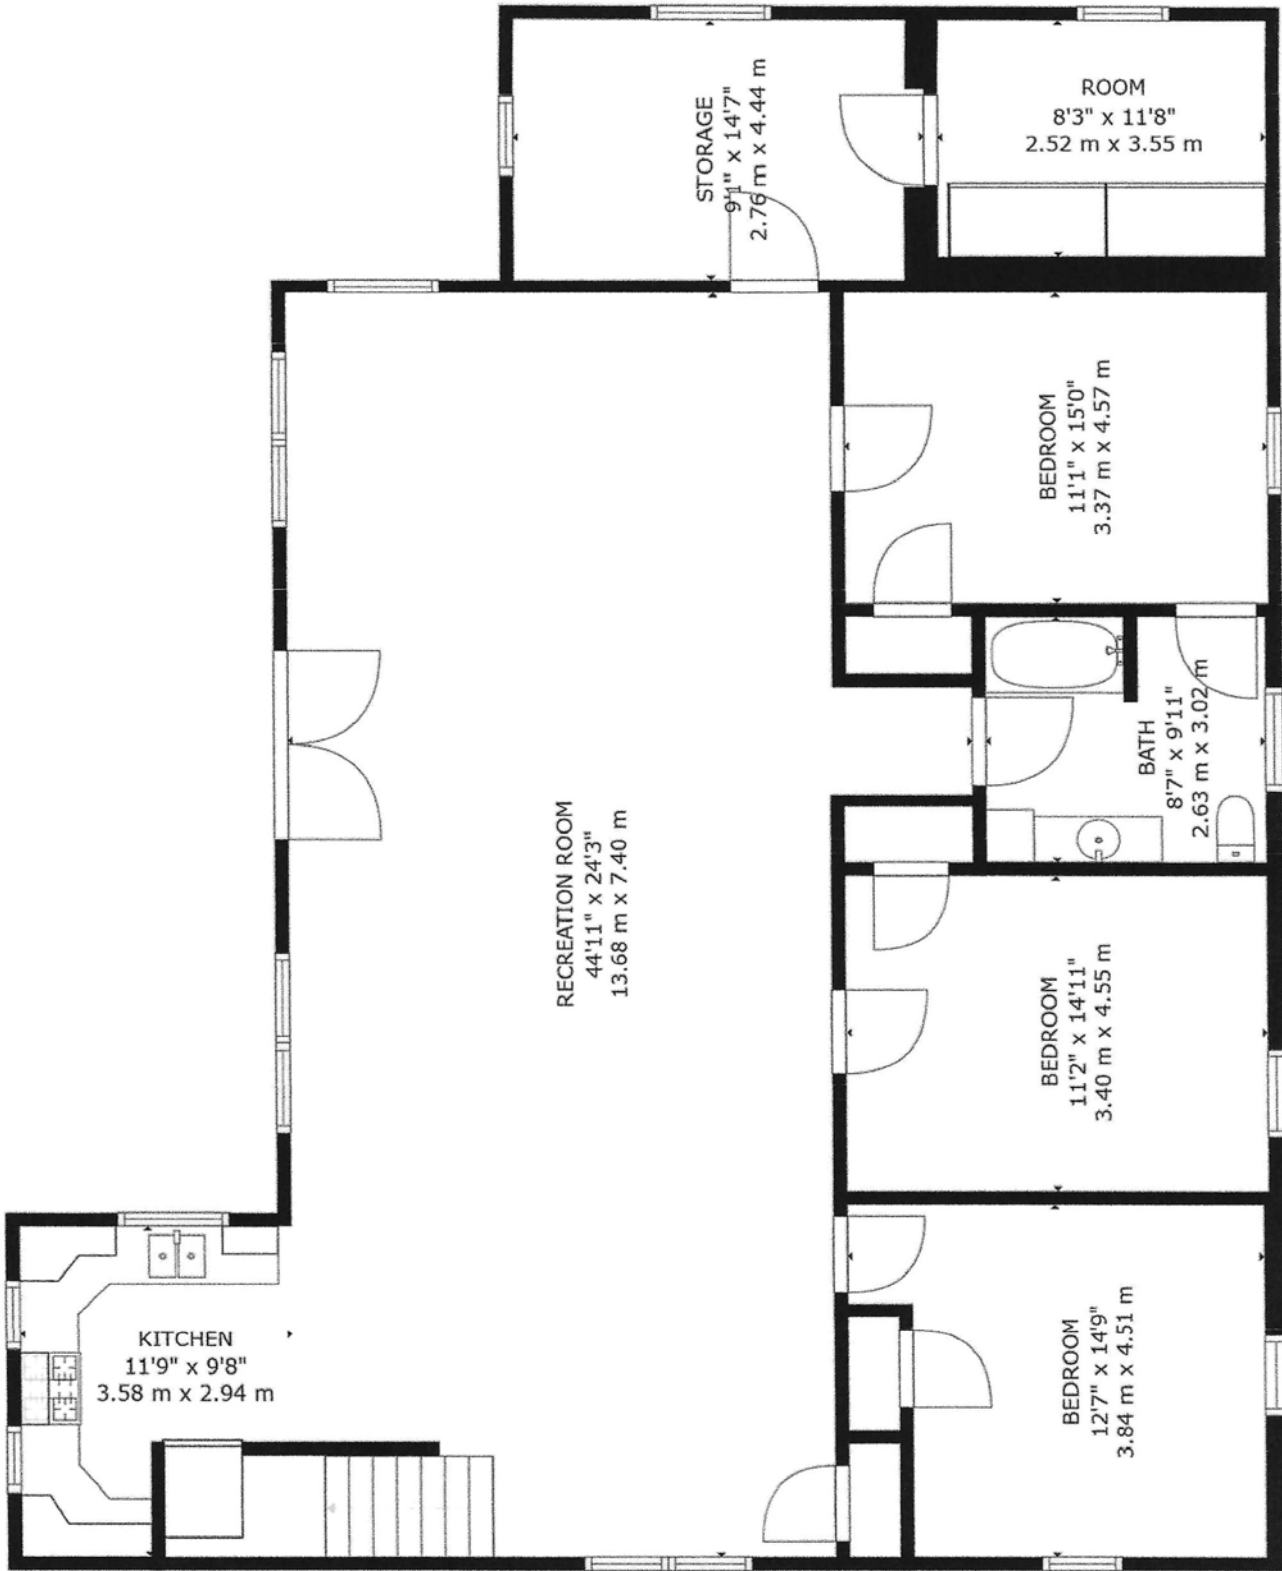 STORAGE
9'1" x 14'7"
2.76 m x 4.44 m
ROOM
8'3" x 11'8"
2.52 m x 3.55 m
BEDROOM
11'1" x 15'0"
3.37 m x 4.57 m
BATH
8'7" x 9'11"
2.63 m x 3.02 m
RECREATION ROOM
44'11" x 24'3"
13.68 m x 7.40 m
BEDROOM
11'2" x 14'11"
3.40 m x 4.55 m
KITCHEN
11'9" x 9'8"
3.58 m x 2.94 m
BEDROOM
12'7" x 14'9"
3.84 m x 4.51 m